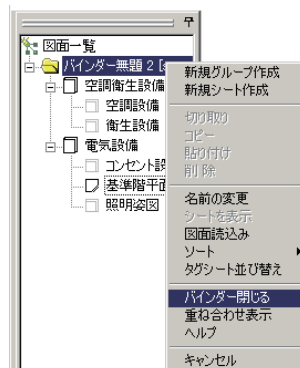 図面一覧
バインダー無題 2 [
空調衛生設備
空調設備
衛生設備
電気設備
コンセント設
基準階平面
照明姿図
新規グループ作成
新規シート作成
切り取り
コピー
貼り付け
削 除
名前の変更
シートを表示
図面読込み
ソート
タグシート並び替え
バインダー閉じる
重ね合わせ表示
ヘルプ
キャンセル